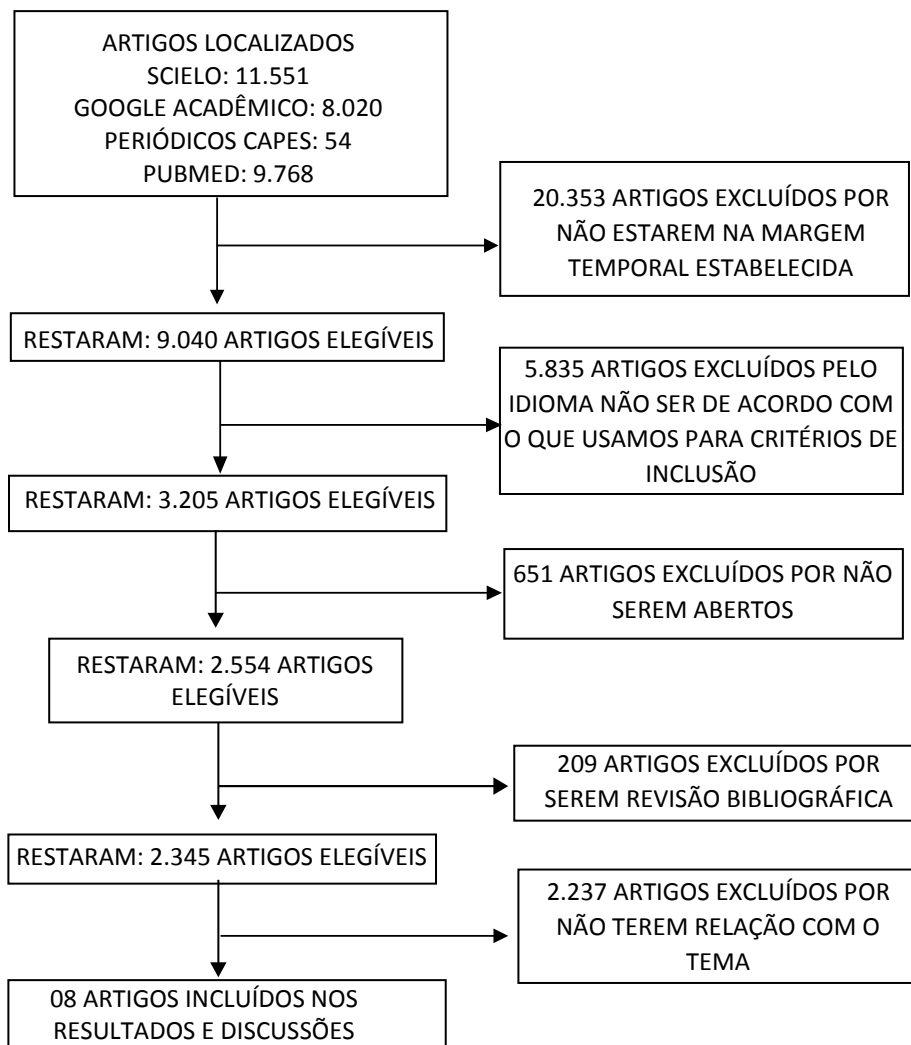 ARTIGOS LOCALIZADOS
SCIELO: 11.551
GOOGLE ACADÊMICO: 8.020
PERIÓDICOS CAPES: 54
PUBMED: 9.768
20.353 ARTIGOS EXCLUÍDOS POR
NÃO ESTAREM NA MARGEM
TEMPORAL ESTABELECIDA
RESTARAM: 9.040 ARTIGOS ELEGÍVEIS
5.835 ARTIGOS EXCLUÍDOS PELO
IDIOMA NÃO SER DE ACORDO COM
O QUE USAMOS PARA CRITÉRIOS DE
INCLUSÃO
RESTARAM: 3.205 ARTIGOS ELEGÍVEIS
651 ARTIGOS EXCLUÍDOS POR NÃO
SEREM ABERTOS
RESTARAM: 2.554 ARTIGOS
ELEGÍVEIS
209 ARTIGOS EXCLUÍDOS POR
SEREM REVISÃO BIBLIOGRÁFICA
RESTARAM: 2.345 ARTIGOS ELEGÍVEIS
2.237 ARTIGOS EXCLUÍDOS POR
NÃO TEREM RELAÇÃO COM O
TEMA
08 ARTIGOS INCLUÍDOS NOS
RESULTADOS E DISCUSSÕES